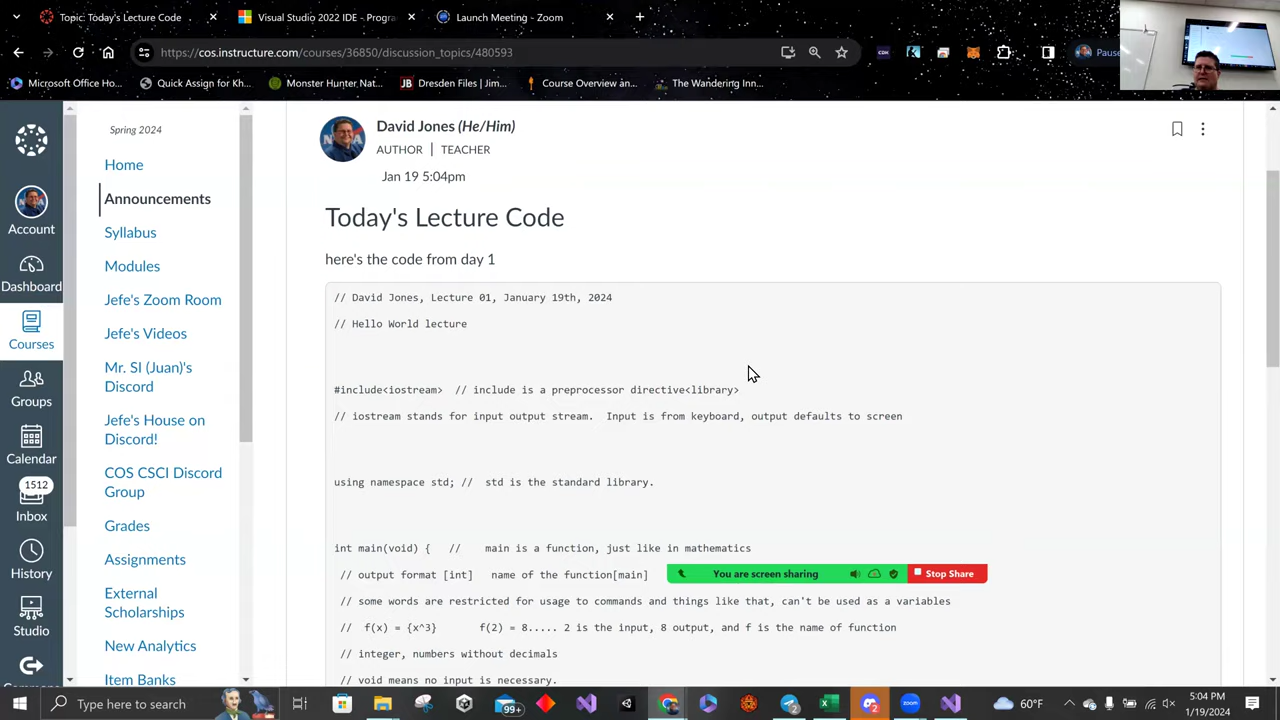 Topic: Today's Lecture Code
Visual Studio 2022 IDE - Progra
Launch Meeting - Zoom
https://cos.instructure.com/courses/36850/discussion_topics/480593
Pause
Microsoft Office Ho...
Quick Assign for Kh...
Monster Hunter Nat...
Dresden Files | Jim...
Course Overview an...
The Wandering Inn...
Account
Dashboard
Courses
Groups
Calendar
1512
Inbox
History
Studio
Spring 2024
Home
Announcements
Syllabus
Modules
Jefe's Zoom Room
Jefe's Videos
Mr. SI (Juan)'s
Discord
Jefe's House on
Discord!
COS CSCI Discord
Group
Grades
Assignments
External
Scholarships
New Analytics
Item Banks
David Jones (He/Him)
AUTHOR | TEACHER
Jan 19 5:04pm
Today's Lecture Code
here's the code from day 1
// David Jones, Lecture 01, January 19th, 2024
// Hello World lecture
#include<iostream>  // include is a preprocessor directive<library>
// iostream stands for input output stream.  Input is from keyboard, output defaults to screen
using namespace std; //  std is the standard library.
int main(void) {   //    main is a function, just like in mathematics
// output format [int]   name of the function[main]
You are screen sharing
Stop Share
// some words are restricted for usage to commands and things like that, can't be used as a variables
//  f(x) = {x^3}      f(2) = 8..... 2 is the input, 8 output, and f is the name of function
// integer, numbers without decimals
// void means no input is necessary.
Type here to search
99+
2
60°F
5:04 PM
1/19/2024